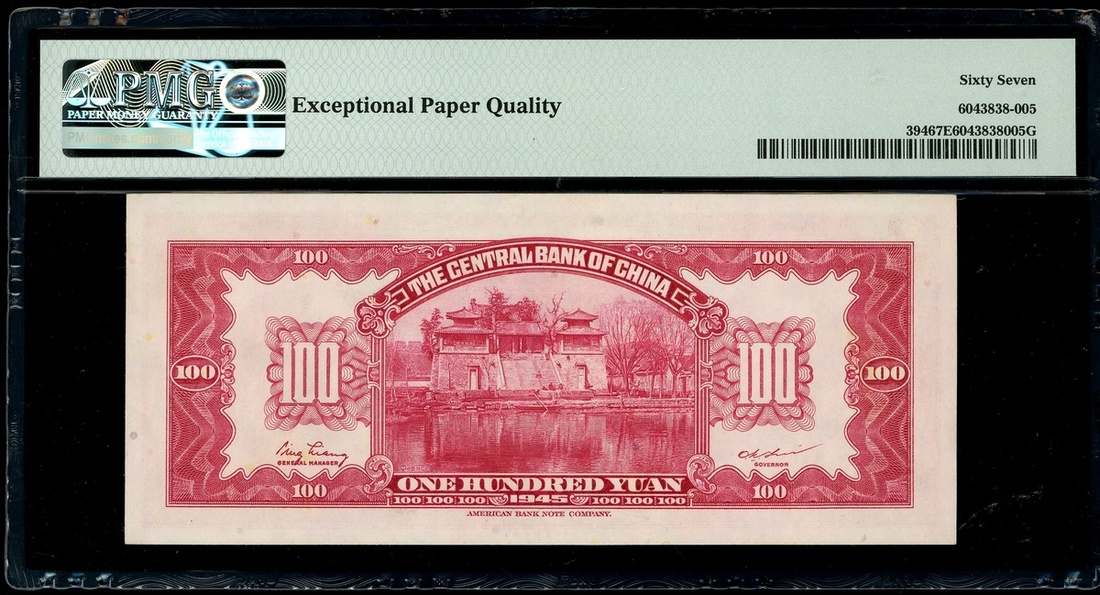 PMG
PAPER MONEY GUARANTY
Exceptional Paper Quality
Sixty Seven
6043838-005
39467E6043838005G
100 100
THE CENTRAL BANK OF CHINA
100 100 100 100
GENERAL MANAGER
GOVERNOR
100 ONE HUNDRED YUAN 100
100 100 100 1945 100 100 100
AMERICAN BANK NOTE COMPANY.